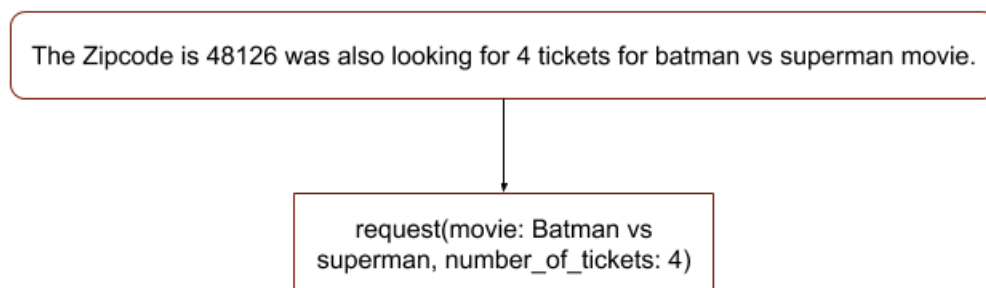 The Zipcode is 48126 was also looking for 4 tickets for batman vs superman movie.
request(movie: Batman vs
superman, number_of_tickets: 4)